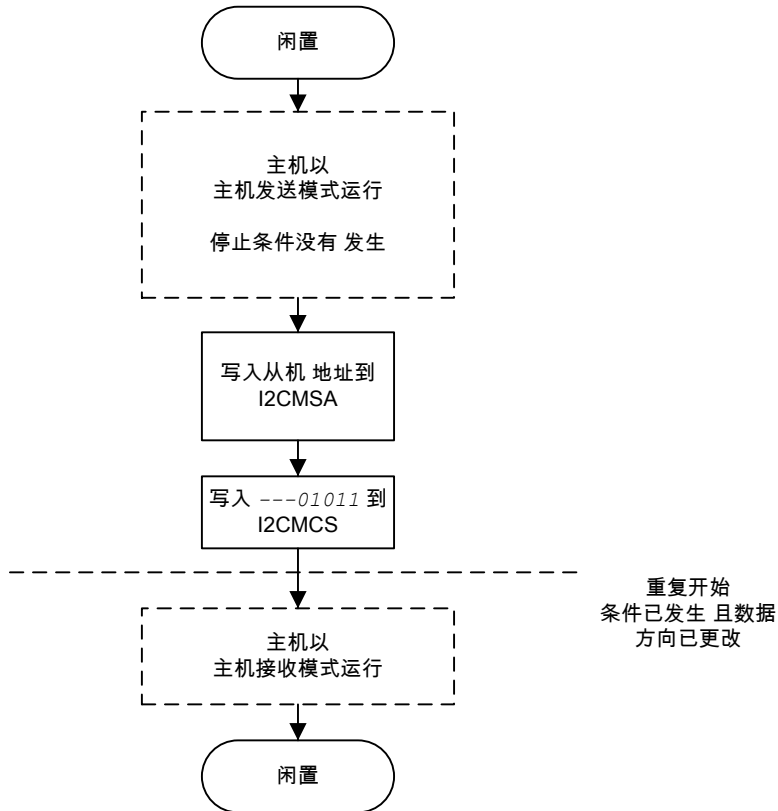 闲置
主机以
主机发送模式运行
停止条件没有 发生
写入从机 地址到
I2CMSA
写入 ---01011 到
I2CMCS
重复开始
条件已发生 且数据
方向已更改
主机以
主机接收模式运行
闲置